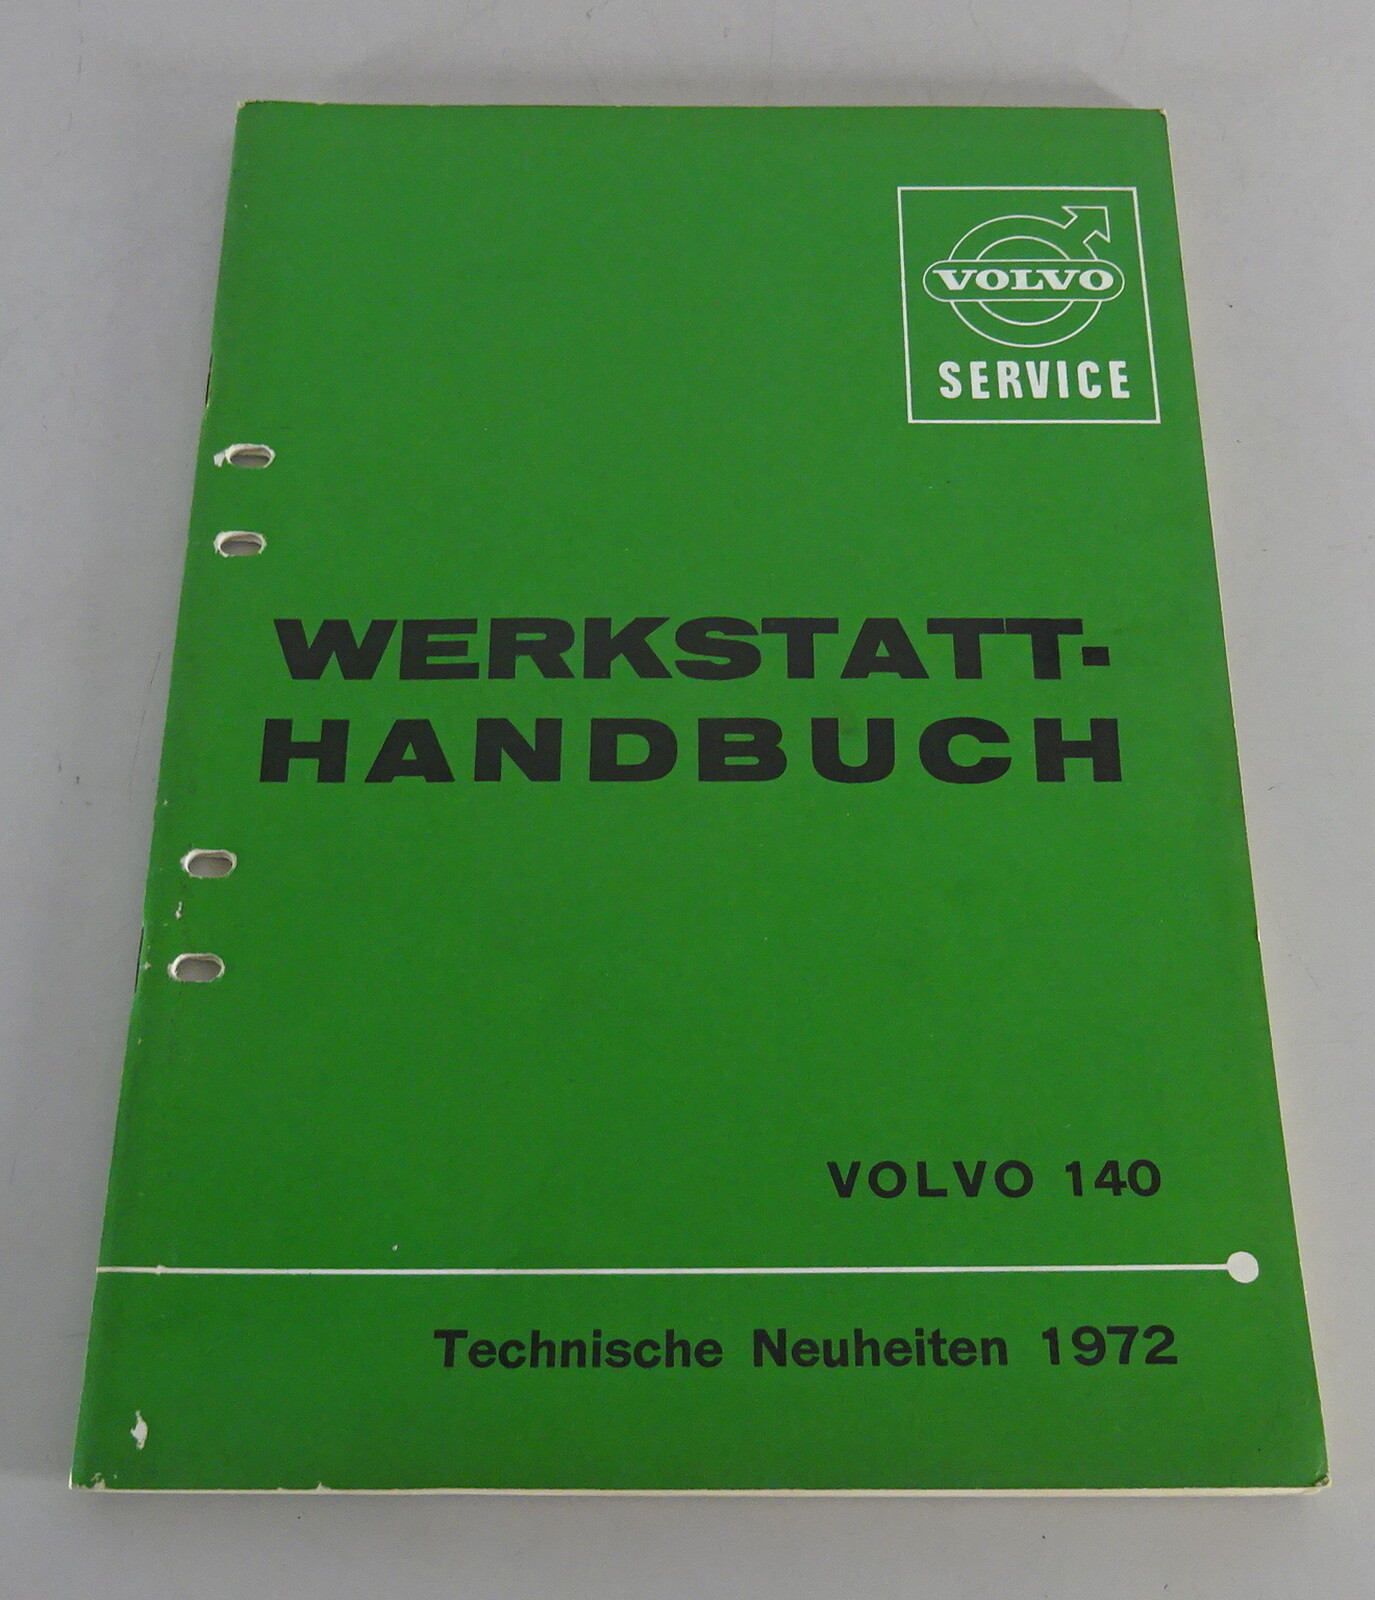 VOLVO
SERVICE
WERKSTATT-
HANDBUCH
VOLVO 140
Technische Neuheiten 1972